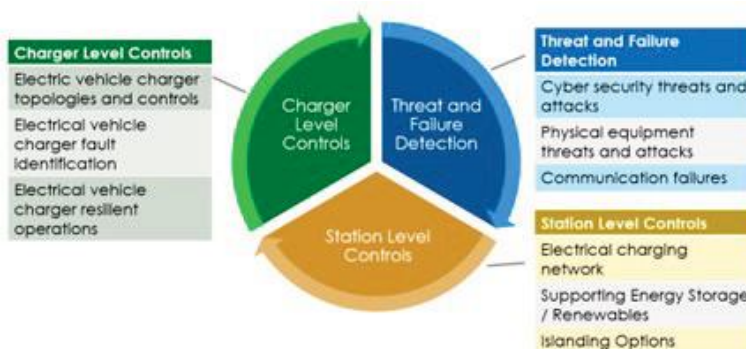 Charger Level Controls
Electric vehicle charger
topologies and controls
Electrical vehicle
charger fault
identification
Electrical vehicle
charger resilient
operations
Charger
Level
Controls
Threat and
Failure
Detection
Station Level
Controls
Threat and Failure
Detection
Cyber security threats and
attacks
Physical equipment
threats and attacks
Communication failures
Station Level Controls
Electrical charging
network
Supporting Energy Storage
/ Renewables
Islanding Options